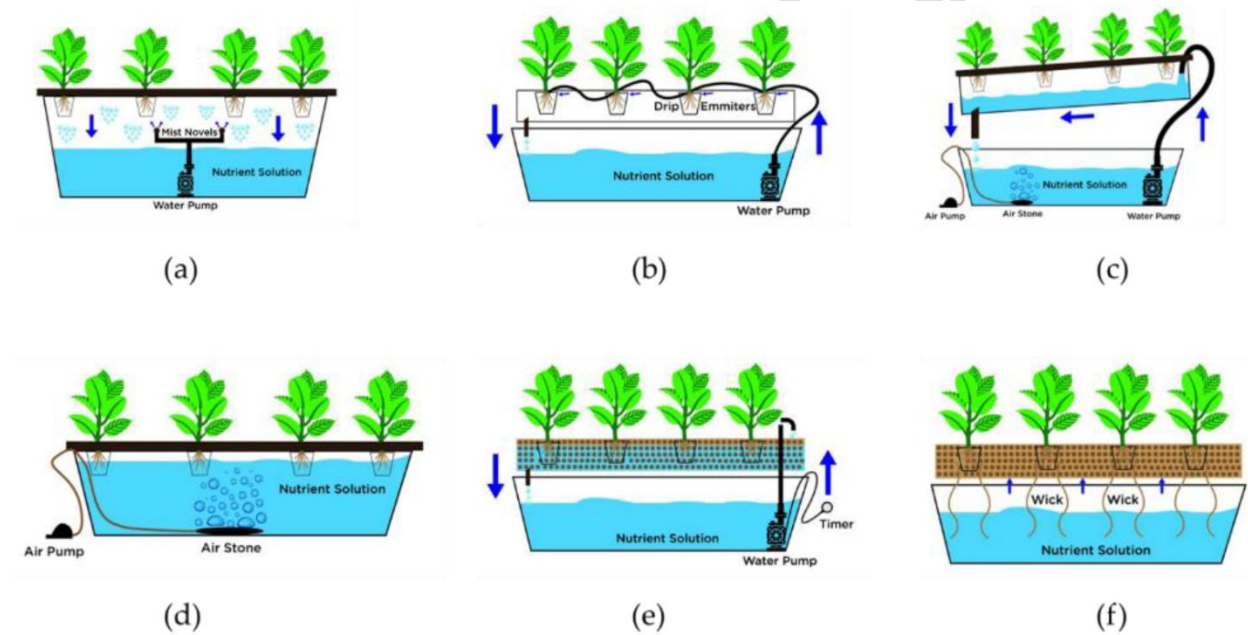 Mist Novels
Nutrient Solution
Water Pump
(a)
Drip Emmiters
Nutrient Solution
Water Pump
(b)
Nutrient Solution
Air Pump
Air Stone
Water Pump
(c)
Nutrient Solution
Air Pump
Air Stone
(d)
Timer
Nutrient Solution
Water Pump
(e)
Wick Wick
Nutrient Solution
(f)